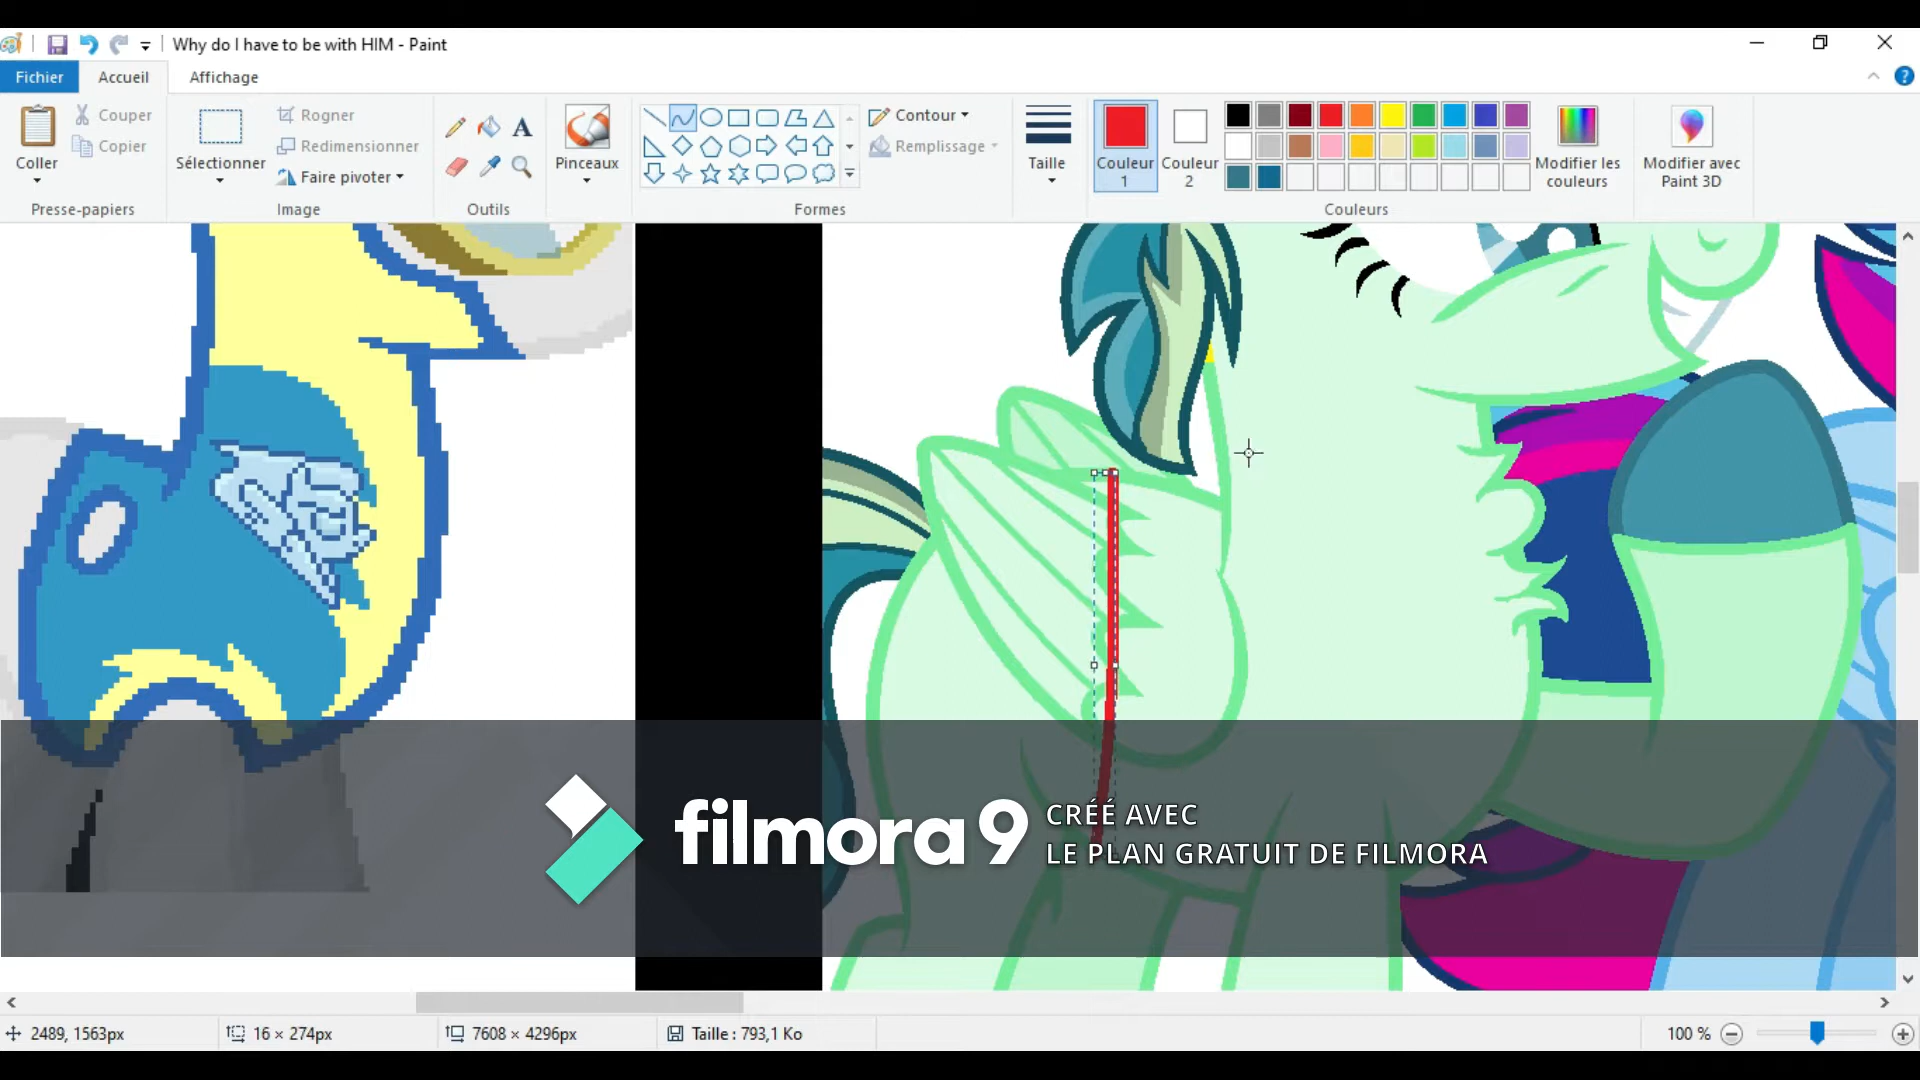 Why do I have to be with HIM - Paint
Fichier Accueil Affichage
Coller
Couper
Copier
Presse-papiers
Sélectionner
Rogner
Redimensionner
Faire pivoter
Image
A
Outils
Pinceaux
Contour
Remplissage
Formes
Taille
Couleur 1
Couleur 2
Modifier les couleurs
Couleurs
Modifier avec Paint 3D
filmora 9
CRÉÉ AVEC
LE PLAN GRATUIT DE FILMORA
2489, 1563px 16 × 274px 7608 × 4296px Taille : 793,1 Ko 100 %